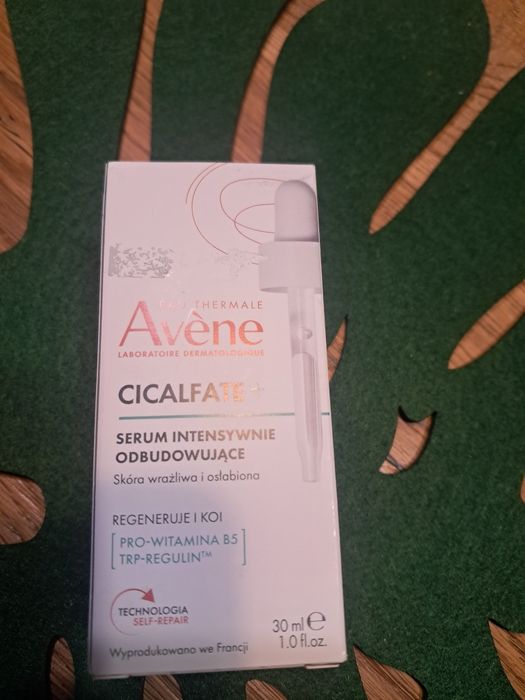 EAU THERMALE
Avène
LABORATOIRE DERMATOLOGIQUE
CICALFATE+
SERUM INTENSYWNIE
ODBUDOWUJĄCE
Skóra wrażliwa i osłabiona
REGENERUJE I KOI
[PRO-WITAMINA B5
TRP-REGULIN™]
TECHNOLOGIA
SELF-REPAIR
30 ml ℮
1.0 fl.oz.
Wyprodukowano we Francji